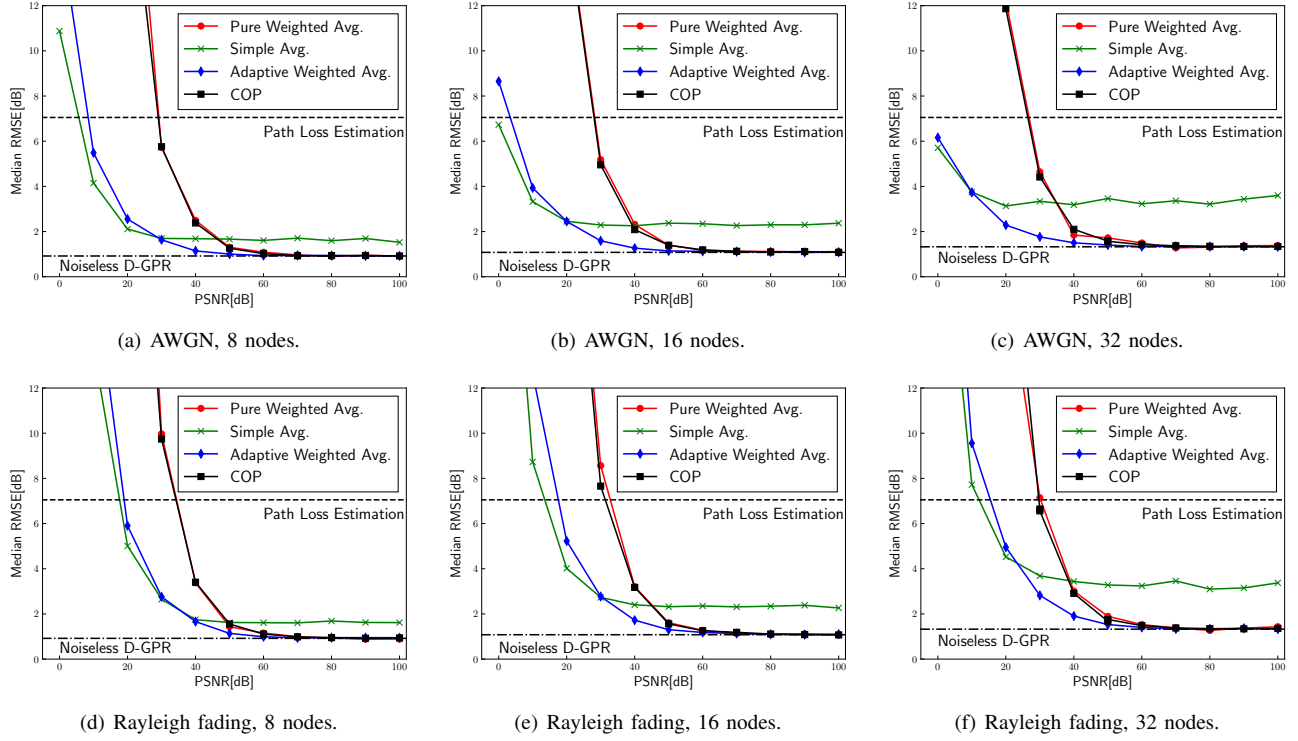 12
10
8
6
4
2
0
Median RMSE[dB]
0 20 40 60 80 100
PSNR[dB]
Pure Weighted Avg.
Simple Avg.
Adaptive Weighted Avg.
COP
Path Loss Estimation
Noiseless D-GPR
(a) AWGN, 8 nodes.
12
10
8
6
4
2
0
Median RMSE[dB]
0 20 40 60 80 100
PSNR[dB]
Pure Weighted Avg.
Simple Avg.
Adaptive Weighted Avg.
COP
Path Loss Estimation
Noiseless D-GPR
(b) AWGN, 16 nodes.
12
10
8
6
4
2
0
Median RMSE[dB]
0 20 40 60 80 100
PSNR[dB]
Pure Weighted Avg.
Simple Avg.
Adaptive Weighted Avg.
COP
Path Loss Estimation
Noiseless D-GPR
(c) AWGN, 32 nodes.
12
10
8
6
4
2
0
Median RMSE[dB]
0 20 40 60 80 100
PSNR[dB]
Pure Weighted Avg.
Simple Avg.
Adaptive Weighted Avg.
COP
Path Loss Estimation
Noiseless D-GPR
(d) Rayleigh fading, 8 nodes.
12
10
8
6
4
2
0
Median RMSE[dB]
0 20 40 60 80 100
PSNR[dB]
Pure Weighted Avg.
Simple Avg.
Adaptive Weighted Avg.
COP
Path Loss Estimation
Noiseless D-GPR
(e) Rayleigh fading, 16 nodes.
12
10
8
6
4
2
0
Median RMSE[dB]
0 20 40 60 80 100
PSNR[dB]
Pure Weighted Avg.
Simple Avg.
Adaptive Weighted Avg.
COP
Path Loss Estimation
Noiseless D-GPR
(f) Rayleigh fading, 32 nodes.